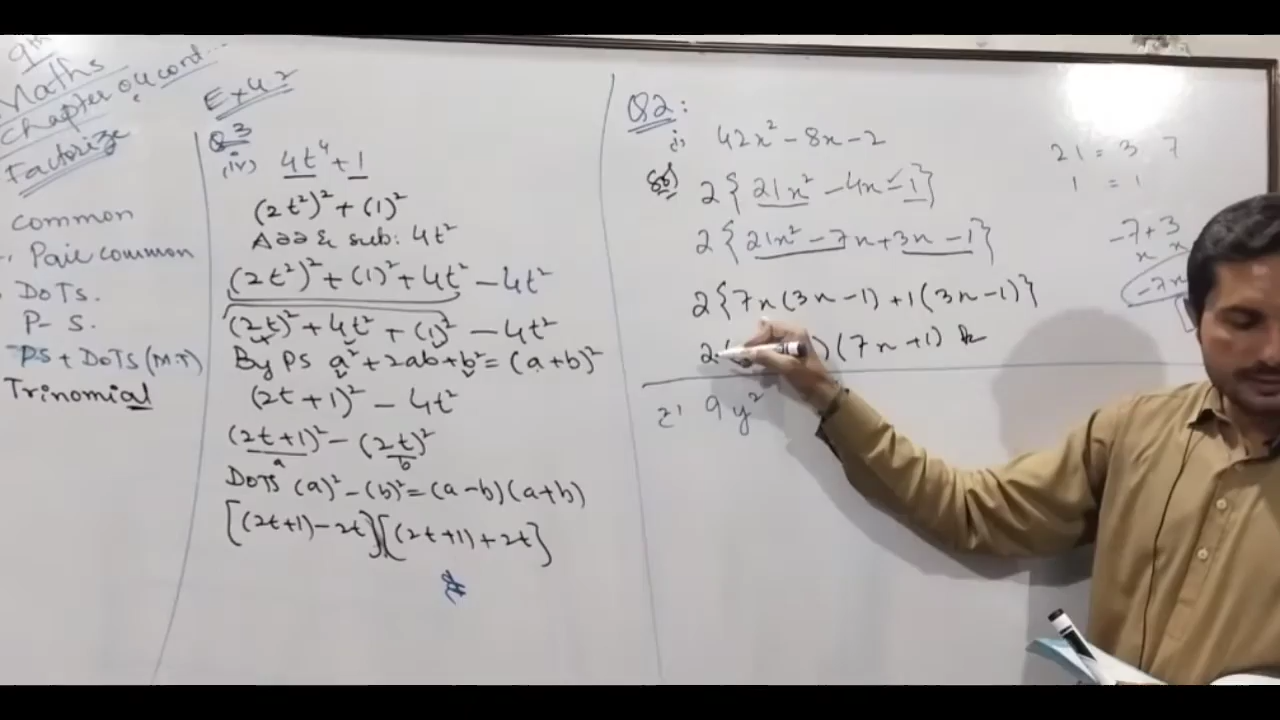 9th
Maths
Chapter 04
Factorize
Common
Pair common
DOTs.
P- S.
PS + DOTS (M.T)
Trinomial
Ex 4.2
Q3
(iv) 4t⁴ + 1
(2t²)² + (1)²
Add & sub: 4t²
(2t²)² + (1)² + 4t² - 4t²
(2t)² + 4t² + (1)² - 4t²
By PS a² + 2ab + b² = (a+b)²
(2t + 1)² - 4t²
(2t + 1)² - (2t)²
a b
DOTS (a)² - (b)² = (a-b)(a+b)
[(2t+1) - 2t][(2t+1) + 2t}
Q2:
i) 42x² - 8x - 2
Sol) 2{21x² - 4x - 1}
2{21x² - 7x + 3x - 1}
2{7x(3x - 1) + 1(3x - 1)}
2( )(7x + 1)
9y²
21 = 3 7
1 = 1
-7 + 3
x x
-7x